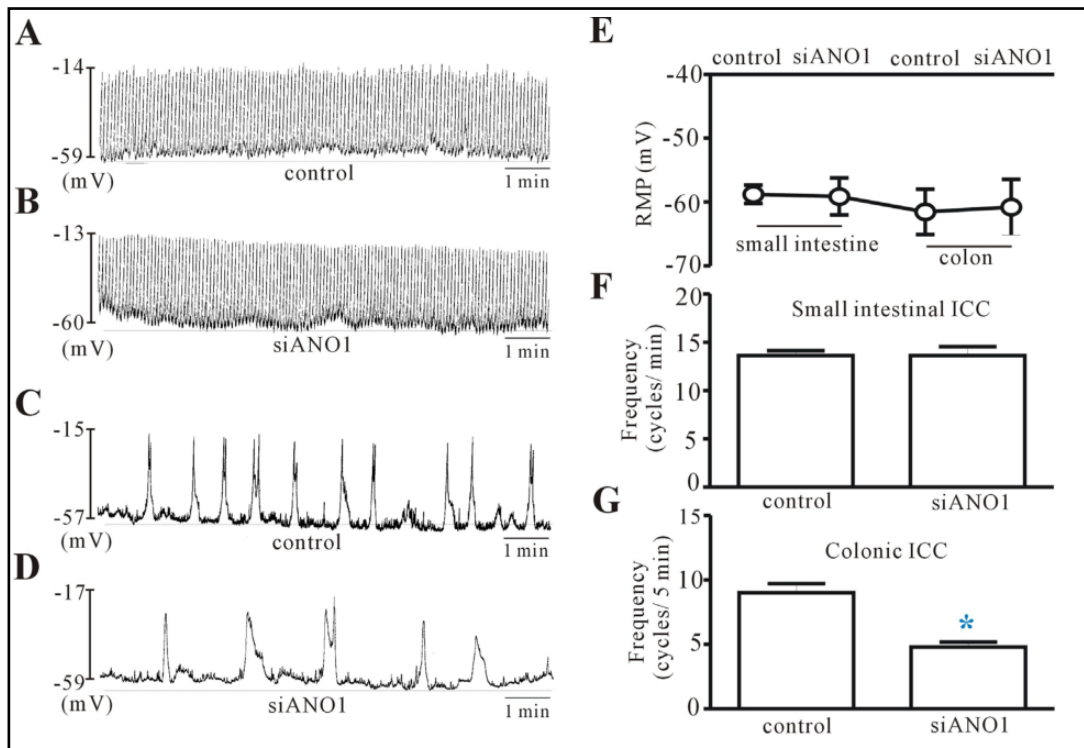 A
-14
-59
(mV)
control
1 min
B
-13
-60
(mV)
siANO1
1 min
C
-15
-57
(mV)
control
1 min
D
-17
-59
(mV)
siANO1
1 min
E
control siANO1 control siANO1
-40
-50
-60
-70
RMP (mV)
small intestine
colon
F
20
15
10
5
0
Frequency
(cycles/ min)
Small intestinal ICC
control siANO1
G
15
10
5
0
Frequency
(cycles/ 5 min)
Colonic ICC
*
control siANO1